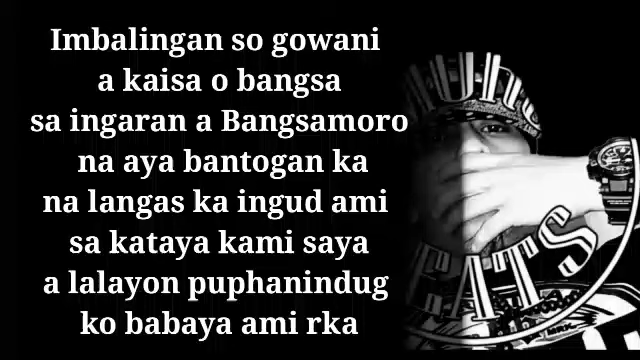 Imbalingan so gowani
a kaisa o bangsa
sa ingaran a Bangsamoro
na aya bantogan ka
na langas ka ingud ami
sa kataya kami saya
a lalayon puphanindug
ko babaya ami rka
PATS